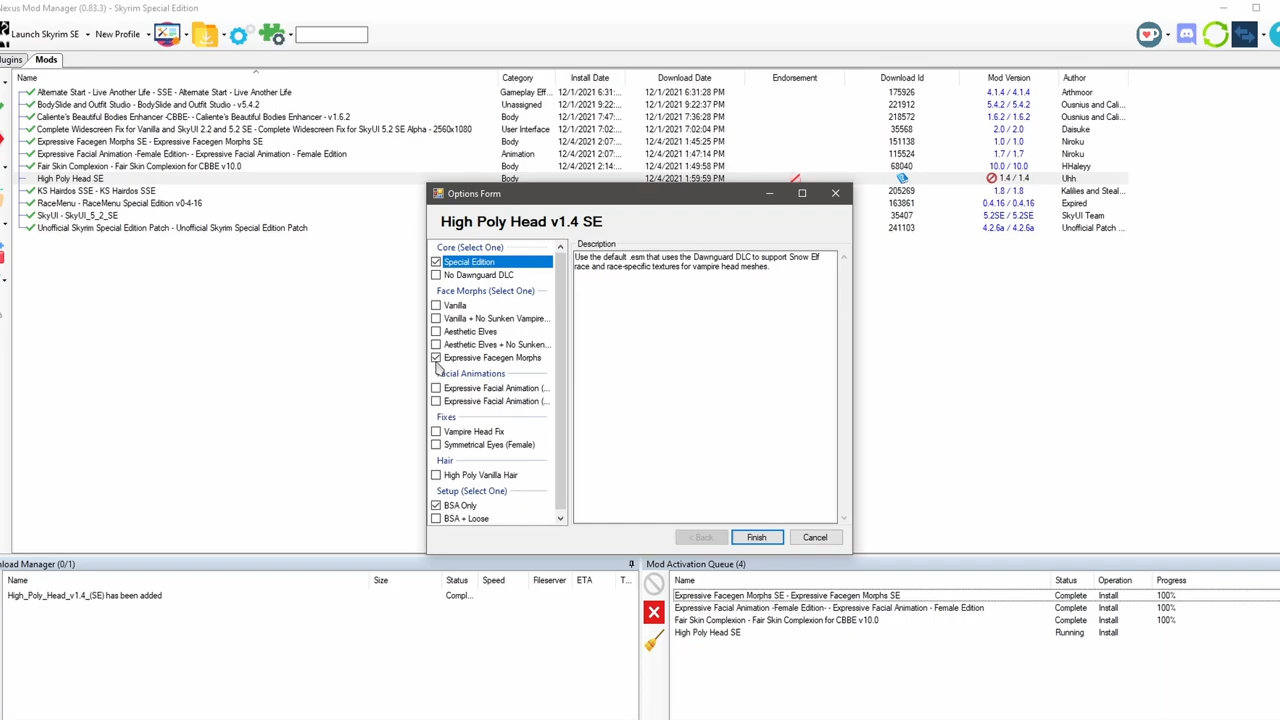 Nexus Mod Manager (0.83.3) - Skyrim Special Edition
Launch Skyrim SE New Profile
lugins Mods
Name Category Install Date Download Date Endorsement Download Id Mod Version Author
Alternate Start - Live Another Life - SSE - Alternate Start - Live Another Life Gameplay Eff... 12/1/2021 6:31:... 12/1/2021 6:31:28 PM 175926 4.1.4 / 4.1.4 Arthmoor
BodySlide and Outfit Studio - BodySlide and Outfit Studio - v5.4.2 Unassigned 12/1/2021 9:22:... 12/1/2021 9:22:37 PM 221912 5.4.2 / 5.4.2 Ousnius and Cali...
Caliente's Beautiful Bodies Enhancer -CBBE- - Caliente's Beautiful Bodies Enhancer - v1.6.2 Body 12/1/2021 7:47:... 12/1/2021 7:36:28 PM 218572 1.6.2 / 1.6.2 Ousnius and Cali...
Complete Widescreen Fix for Vanilla and SkyUI 2.2 and 5.2 SE - Complete Widescreen Fix for SkyUI 5.2 SE Alpha - 2560x1080 User Interface 12/1/2021 7:03:... 12/1/2021 7:02:04 PM 35568 2.0 / 2.0 Daisuke
Expressive Facegen Morphs SE - Expressive Facegen Morphs SE Body 12/4/2021 2:07:... 12/4/2021 1:45:25 PM 151138 1.0 / 1.0 Niroku
Expressive Facial Animation -Female Edition- - Expressive Facial Animation - Female Edition Animation 12/4/2021 2:07:... 12/4/2021 1:47:14 PM 115524 1.7 / 1.7 Niroku
Fair Skin Complexion - Fair Skin Complexion for CBBE v10.0 Body 12/4/2021 2:14:... 12/4/2021 1:49:58 PM 68040 10.0 / 10.0 HHaleyy
High Poly Head SE Body 12/4/2021 1:59:59 PM 1.4 / 1.4 Uhh
KS Hairdos SSE - KS Hairdos SSE 205269 1.8 / 1.8 Kalilies and Steal...
RaceMenu - RaceMenu Special Edition v0-4-16 163861 0.4.16 / 0.4.16 Expired
SkyUI - SkyUI_5_2_SE 35407 5.2SE / 5.2SE SkyUI Team
Unofficial Skyrim Special Edition Patch - Unofficial Skyrim Special Edition Patch 241103 4.2.6a / 4.2.6a Unofficial Patch ...
Options Form
High Poly Head v1.4 SE
Core (Select One)
Special Edition
No Dawnguard DLC
Face Morphs (Select One)
Vanilla
Vanilla + No Sunken Vampire...
Aesthetic Elves
Aesthetic Elves + No Sunken...
Expressive Facegen Morphs
Facial Animations
Expressive Facial Animation (...
Expressive Facial Animation (...
Fixes
Vampire Head Fix
Symmetrical Eyes (Female)
Hair
High Poly Vanilla Hair
Setup (Select One)
BSA Only
BSA + Loose
Description
Use the default .esm that uses the Dawnguard DLC to support Snow Elf
race and race-specific textures for vampire head meshes.
< Back Finish Cancel
nload Manager (0/1)
Name Size Status Speed Fileserver ETA T...
High_Poly_Head_v1.4_(SE) has been added Compl...
Mod Activation Queue (4)
Name Status Operation Progress
Expressive Facegen Morphs SE - Expressive Facegen Morphs SE Complete Install 100%
Expressive Facial Animation -Female Edition- - Expressive Facial Animation - Female Edition Complete Install 100%
Fair Skin Complexion - Fair Skin Complexion for CBBE v10.0 Complete Install 100%
High Poly Head SE Running Install